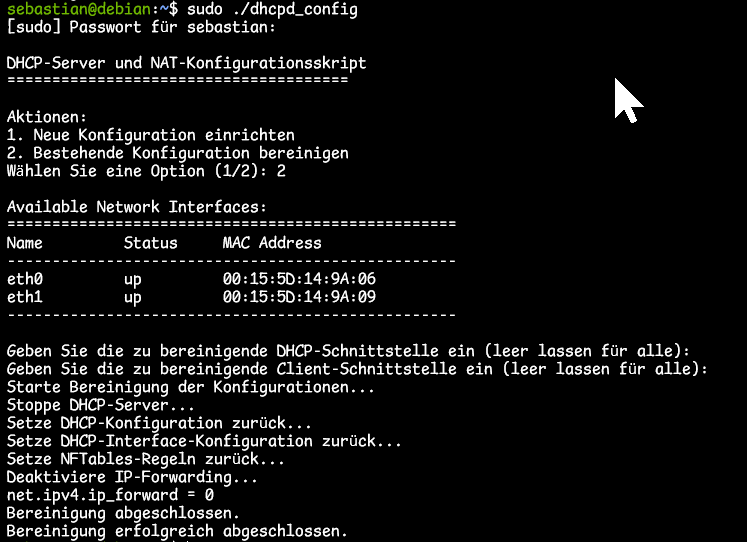 sebastian@debian:~$ sudo ./dhcpd_config
[sudo] Passwort für sebastian:
DHCP-Server und NAT-Konfigurationsskript
======================================
Aktionen:
1. Neue Konfiguration einrichten
2. Bestehende Konfiguration bereinigen
Wählen Sie eine Option (1/2): 2
Available Network Interfaces:
==================================================
Name         Status     MAC Address
--------------------------------------------------
eth0         up         00:15:5D:14:9A:06
eth1         up         00:15:5D:14:9A:09
--------------------------------------------------
Geben Sie die zu bereinigende DHCP-Schnittstelle ein (leer lassen für alle):
Geben Sie die zu bereinigende Client-Schnittstelle ein (leer lassen für alle):
Starte Bereinigung der Konfigurationen...
Stoppe DHCP-Server...
Setze DHCP-Konfiguration zurück...
Setze DHCP-Interface-Konfiguration zurück...
Setze NFTables-Regeln zurück...
Deaktiviere IP-Forwarding...
net.ipv4.ip_forward = 0
Bereinigung abgeschlossen.
Bereinigung erfolgreich abgeschlossen.